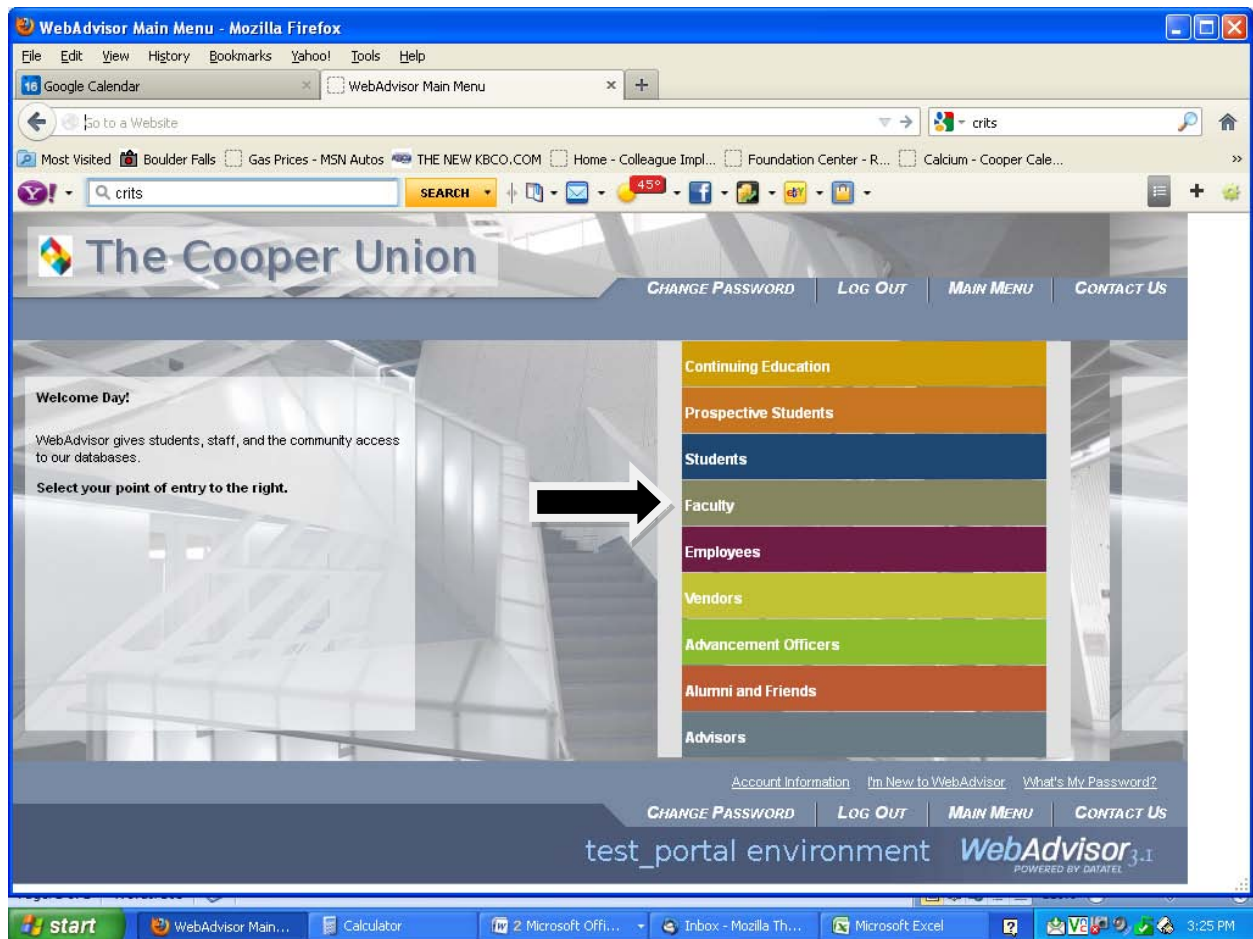 WebAdvisor Main Menu - Mozilla Firefox
File Edit View History Bookmarks Yahoo! Tools Help
16 Google Calendar WebAdvisor Main Menu
Go to a Website crits
Most Visited Boulder Falls Gas Prices - MSN Autos THE NEW KBCO.COM Home - Colleague Impl... Foundation Center - R... Calcium - Cooper Cale... »
Y! crits SEARCH 45° ebY
The Cooper Union
CHANGE PASSWORD LOG OUT MAIN MENU CONTACT US
Continuing Education
Welcome Day!
Prospective Students
WebAdvisor gives students, staff, and the community access
to our databases.
Students
Select your point of entry to the right.
Faculty
Employees
Vendors
Advancement Officers
Alumni and Friends
Advisors
Account Information I'm New to WebAdvisor What's My Password?
CHANGE PASSWORD LOG OUT MAIN MENU CONTACT US
test_portal environment WebAdvisor 3.1
POWERED BY DATATEL
start WebAdvisor Main... Calculator 2 Microsoft Offi... Inbox - Mozilla Th... Microsoft Excel 3:25 PM